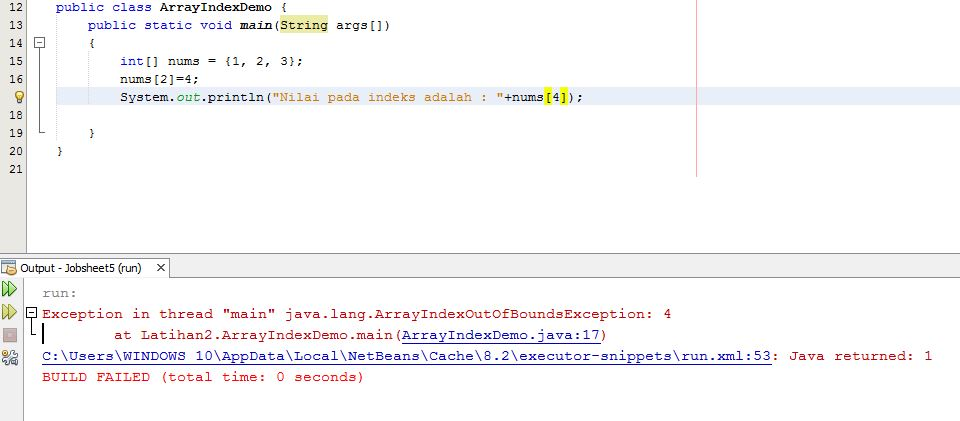 12 public class ArrayIndexDemo {
13 public static void main(String args[])
14 {
15 int[] nums = {1, 2, 3};
16 nums[2]=4;
System.out.println("Nilai pada indeks adalah : "+nums[4]);
18
19 }
20 }
21
Output - Jobsheet5 (run)
run:
Exception in thread "main" java.lang.ArrayIndexOutOfBoundsException: 4
at Latihan2.ArrayIndexDemo.main(ArrayIndexDemo.java:17)
C:\Users\WINDOWS 10\AppData\Local\NetBeans\Cache\8.2\executor-snippets\run.xml:53: Java returned: 1
BUILD FAILED (total time: 0 seconds)